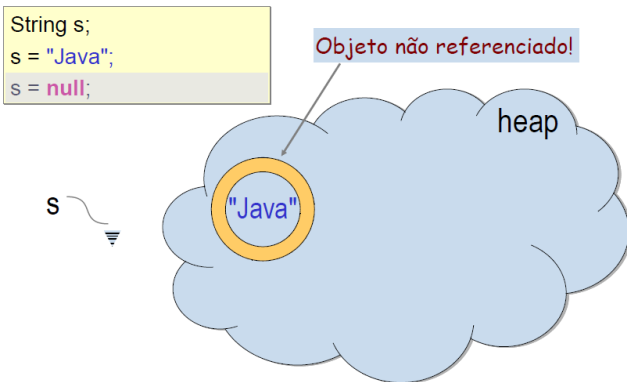 String s;
s = "Java";
s = null;
Objeto não referenciado!
heap
s
"Java"